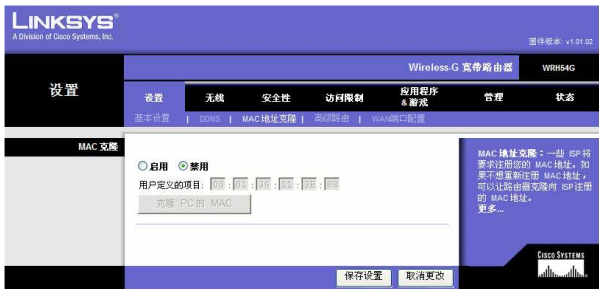 LINKSYS®
A Division of Cisco Systems, Inc.
固件版本: v1.01.02
Wireless-G 宽带路由器
WRH54G
设置
设置 无线 安全性 访问限制 应用程序 & 游戏 管理 状态
基本设置 | DDNS | MAC 地址克隆 | 高级路由 | WAN端口配置
MAC 克隆
启用 禁用
用户定义的项目: 00 : 01 : 36 : 11 : 3E : 88
克隆 PC 的 MAC
MAC 地址克隆：一些 ISP 将
要求注册您的 MAC 地址。如
果不想重新注册 MAC 地址，
可以让路由器克隆向 ISP 注册
的 MAC 地址。
更多...
保存设置 取消更改
CISCO SYSTEMS